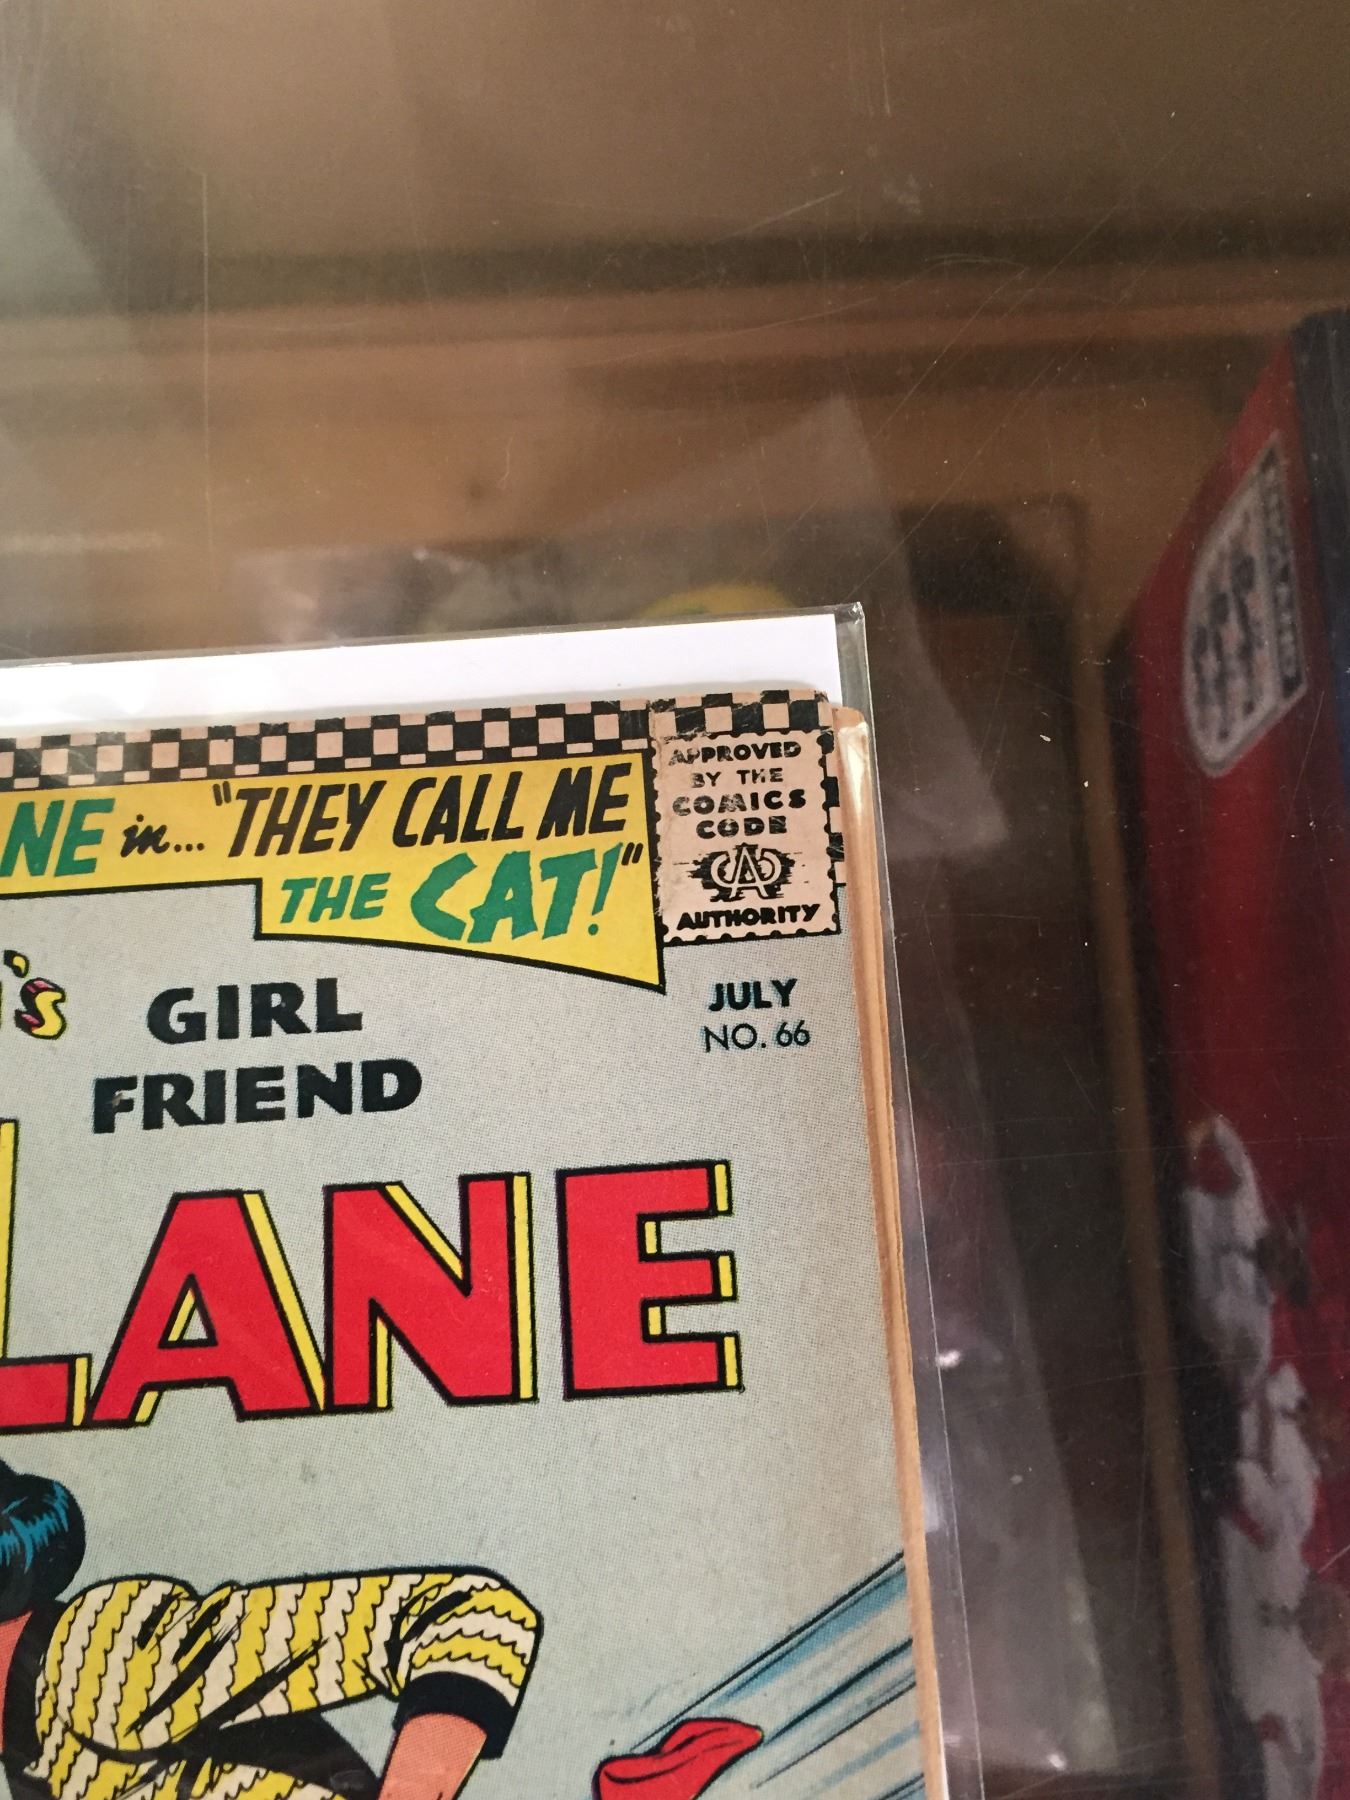 NE in... "THEY CALL ME
THE CAT!"
APPROVED
BY THE
COMICS
CODE
CA
AUTHORITY
'S GIRL
FRIEND
JULY
NO. 66
LANE